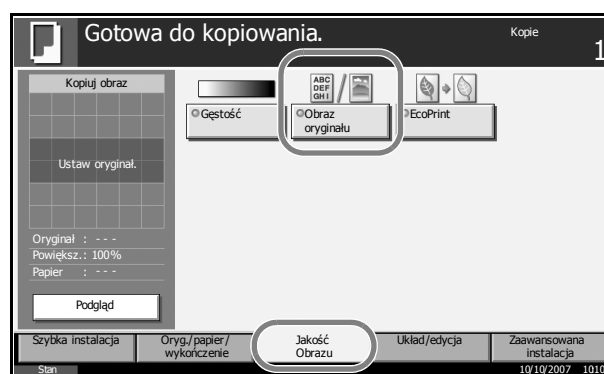 Gotowa do kopiowania.
Kopie
1
Kopiuj obraz
Ustaw oryginał.
Oryginał : - - -
Powiększ.: 100%
Papier : - - -
Podgląd
Gęstość
ABC
DEF
GHI
Obraz
oryginału
EcoPrint
Szybka instalacja
Oryg./papier/
wykończenie
Jakość
Obrazu
Układ/edycja
Zaawansowana
instalacja
Stan
10/10/2007 1010